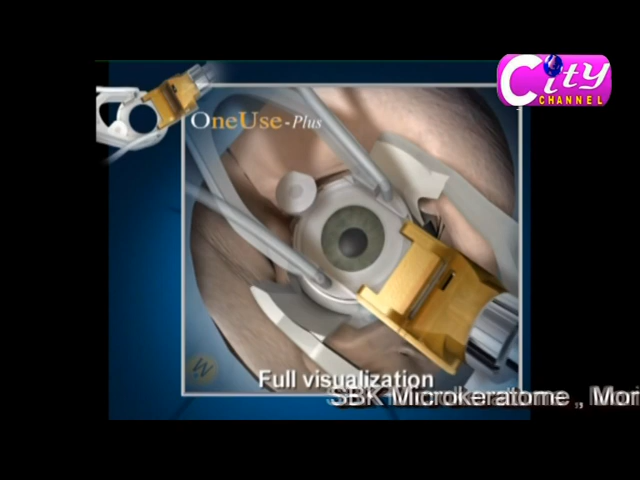 City
CHANNEL
OneUse-Plus
Full visualization
SBK Microkeratome , Mori